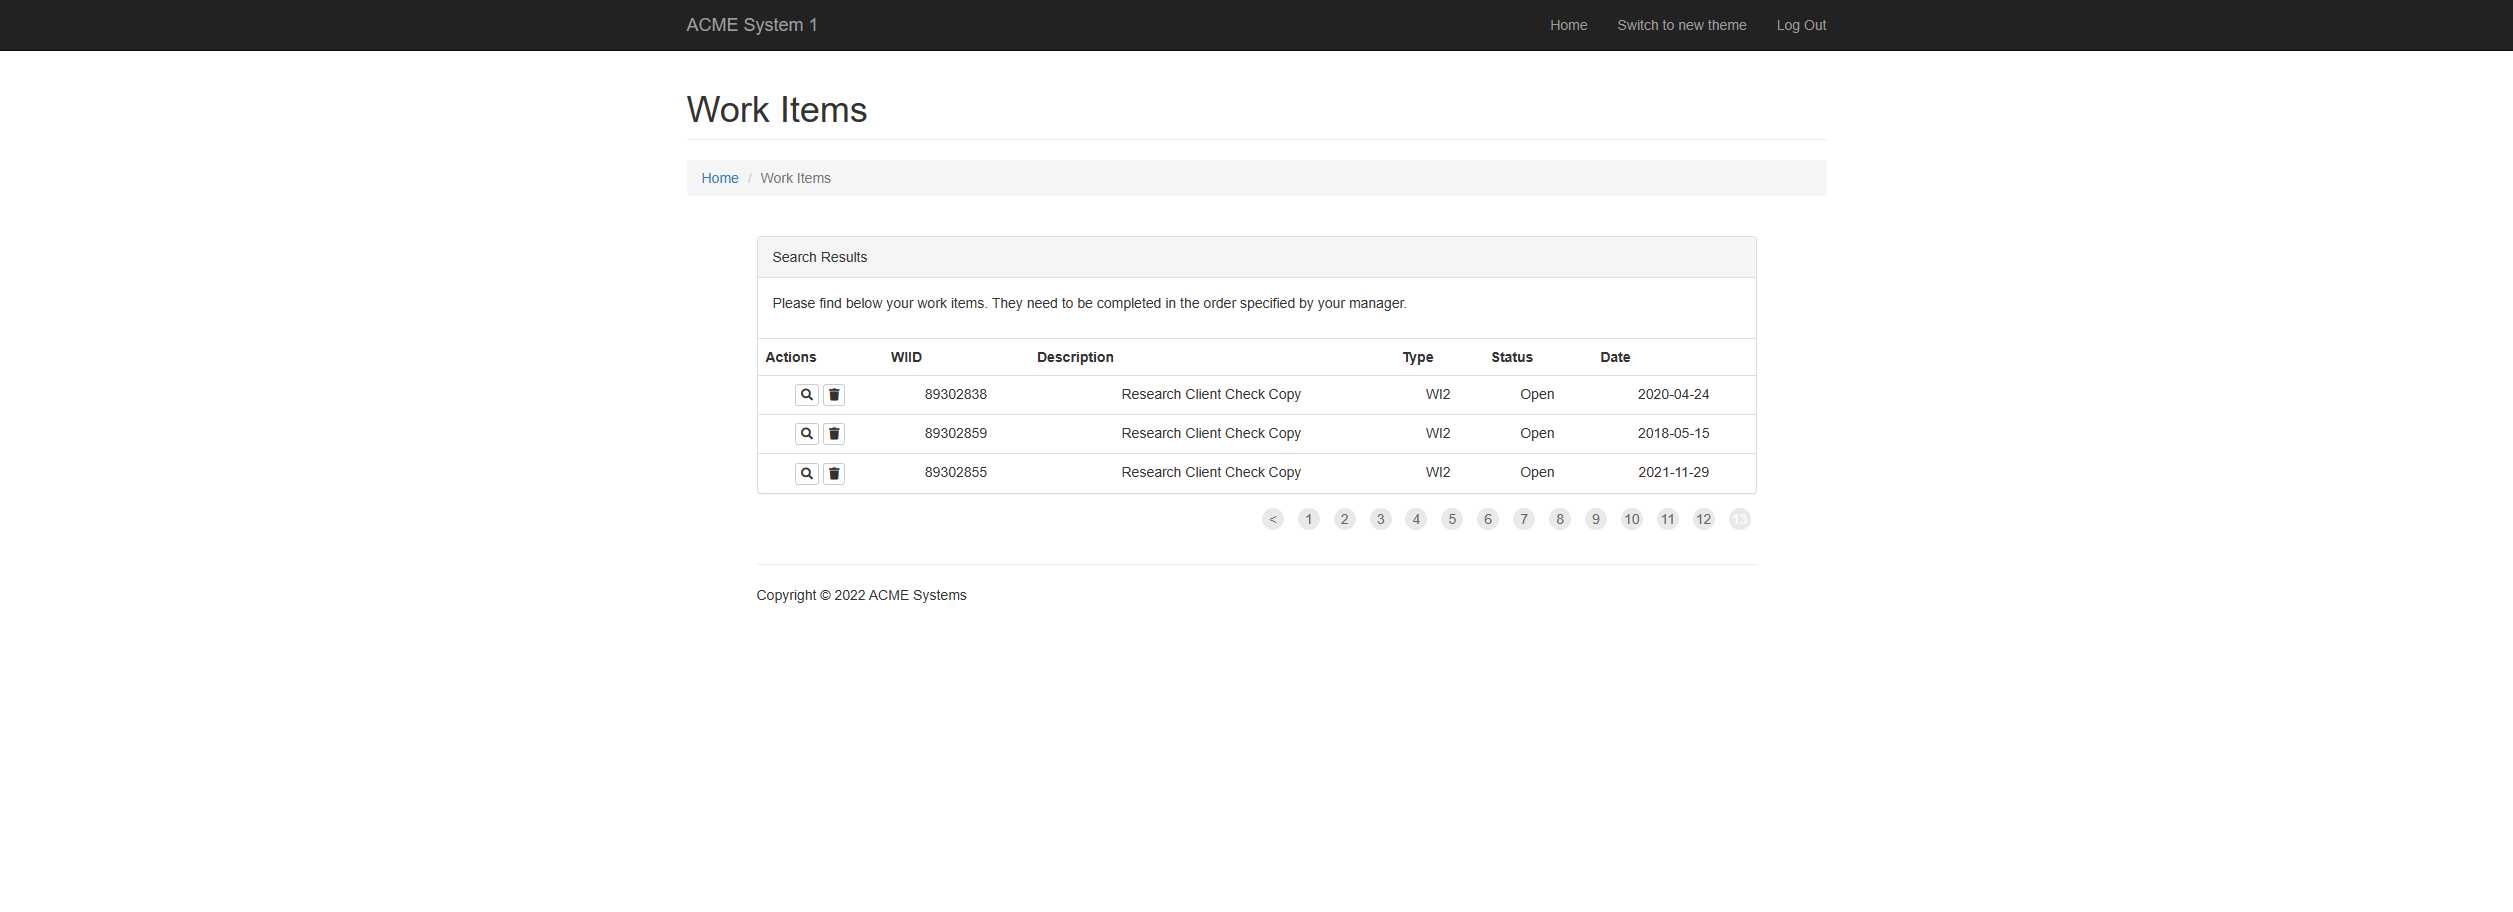 ACME System 1 Home Switch to new theme Log Out
Work Items
Home / Work Items
Search Results
Please find below your work items. They need to be completed in the order specified by your manager.
Actions WIID Description Type Status Date
89302838 Research Client Check Copy WI2 Open 2020-04-24
89302859 Research Client Check Copy WI2 Open 2018-05-15
89302855 Research Client Check Copy WI2 Open 2021-11-29
< 1 2 3 4 5 6 7 8 9 10 11 12 13
Copyright © 2022 ACME Systems